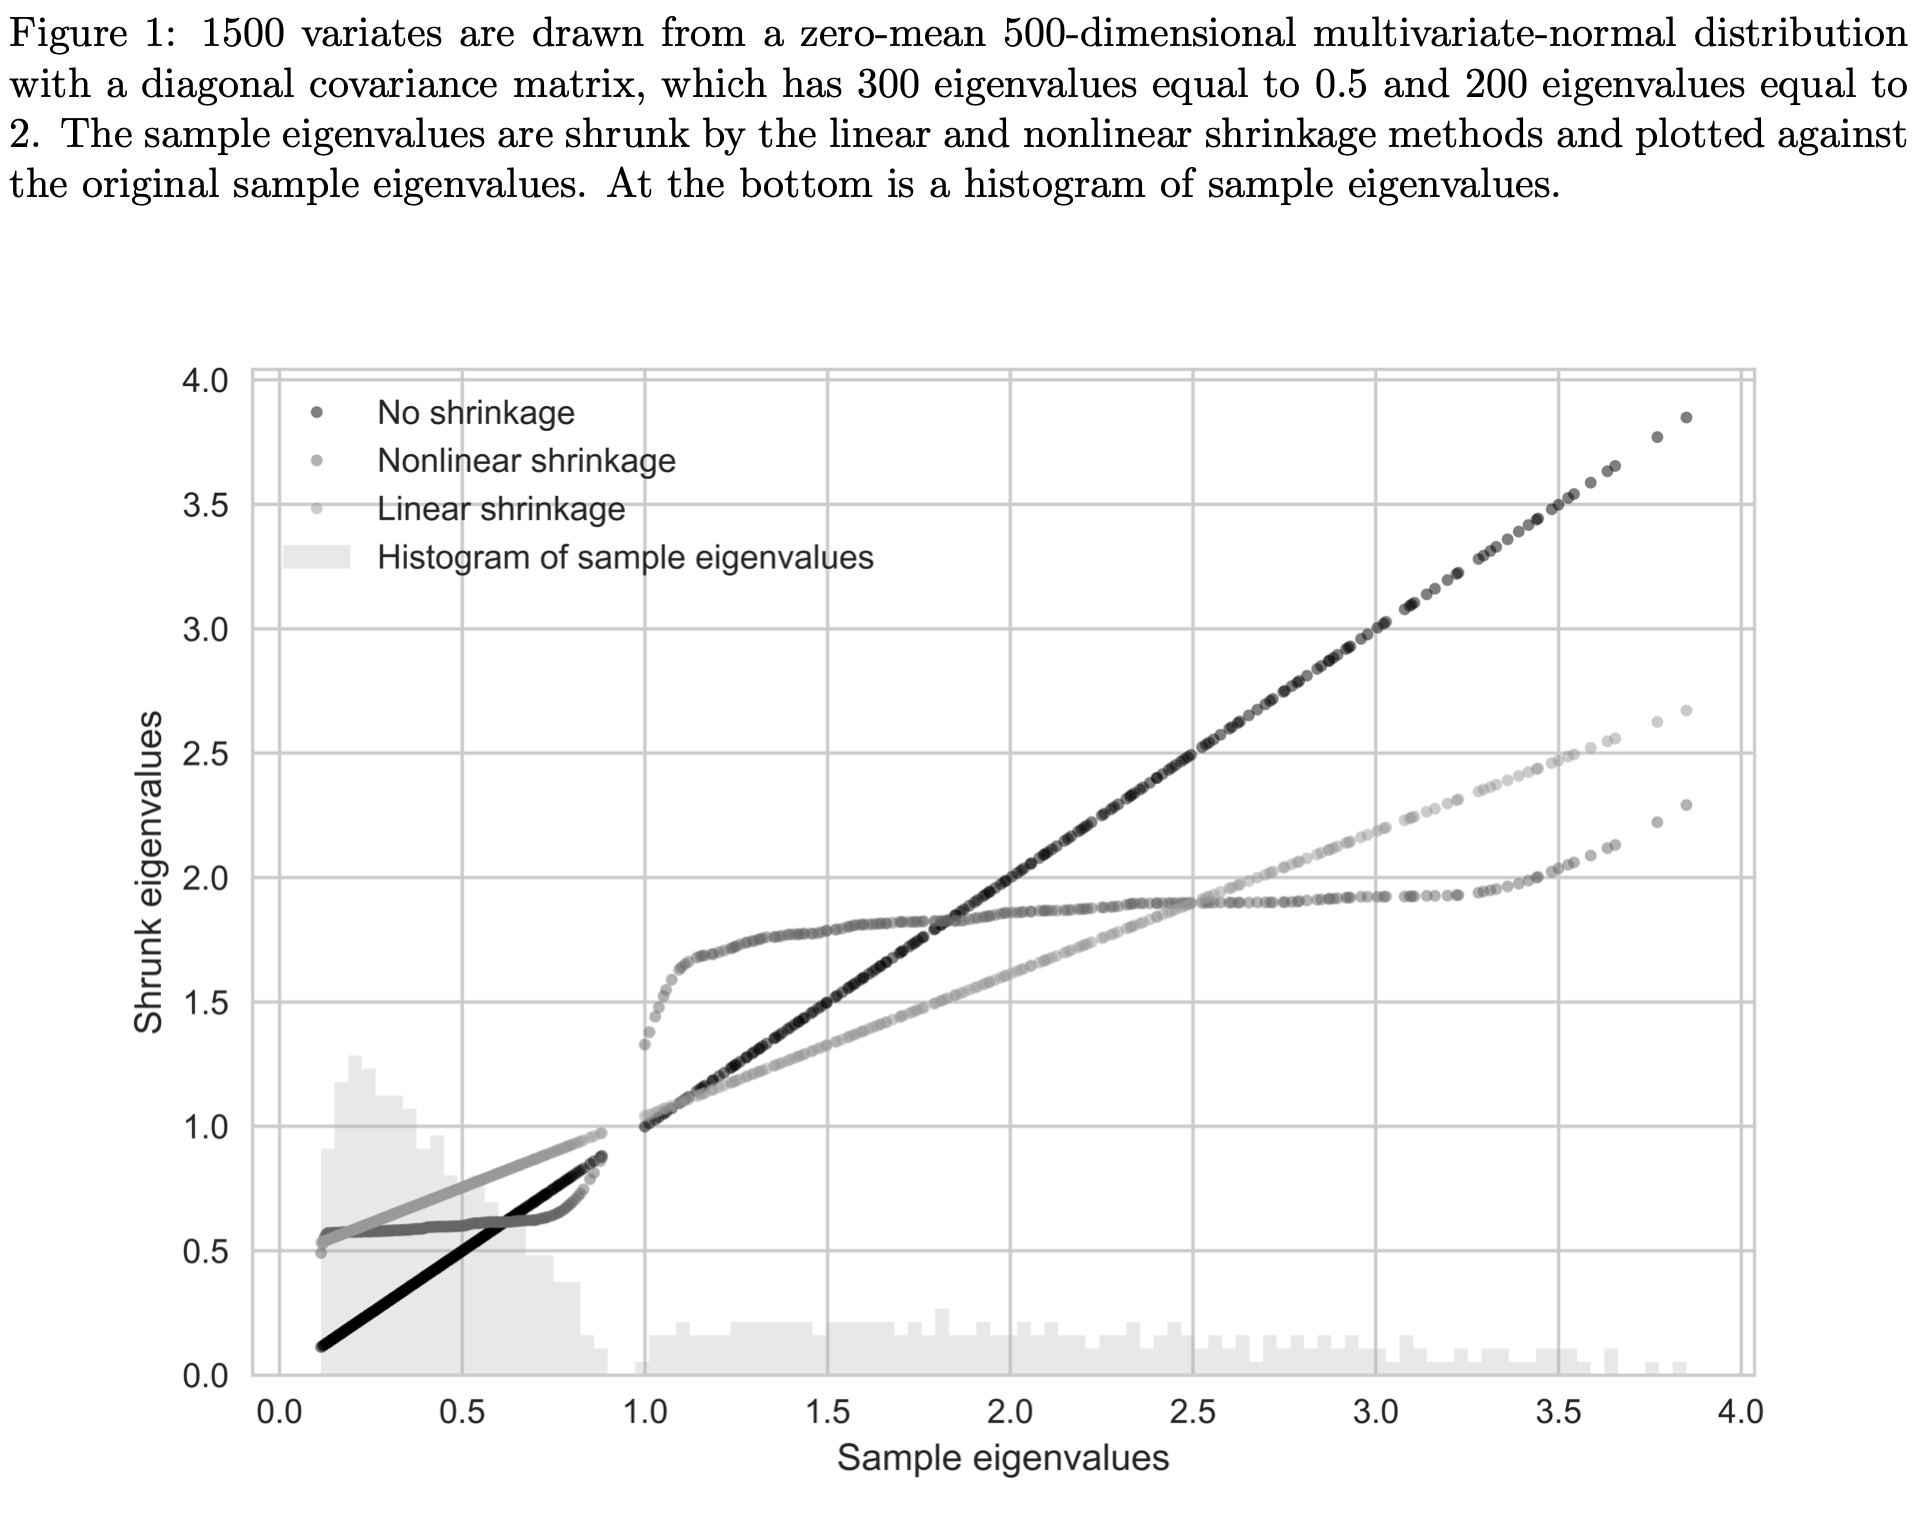 Figure 1: 1500 variates are drawn from a zero-mean 500-dimensional multivariate-normal distribution
with a diagonal covariance matrix, which has 300 eigenvalues equal to 0.5 and 200 eigenvalues equal to
2. The sample eigenvalues are shrunk by the linear and nonlinear shrinkage methods and plotted against
the original sample eigenvalues. At the bottom is a histogram of sample eigenvalues.
4.0
No shrinkage
Nonlinear shrinkage
3.5
Linear shrinkage
Histogram of sample eigenvalues
3.0
2.5
Shrunk eigenvalues
2.0
1.5
1.0
0.5
0.0
0.0 0.5 1.0 1.5 2.0 2.5 3.0 3.5 4.0
Sample eigenvalues